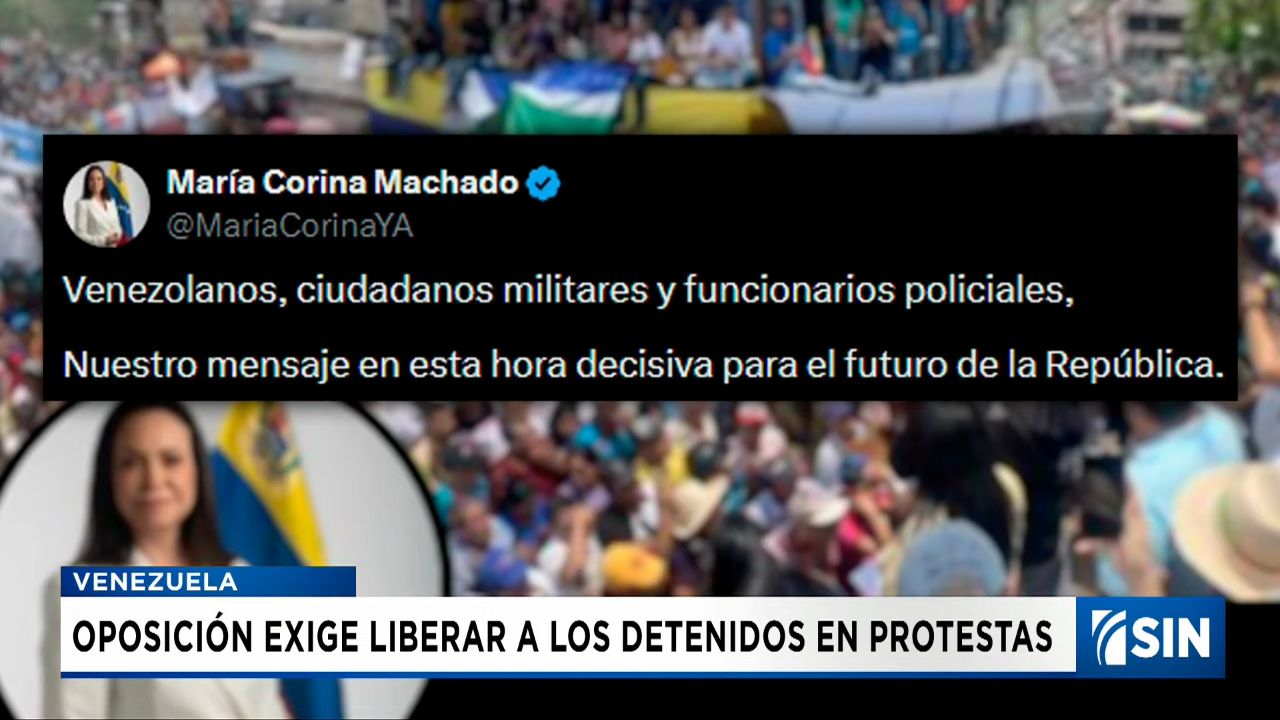 María Corina Machado
@MariaCorinaYA
Venezolanos, ciudadanos militares y funcionarios policiales,
Nuestro mensaje en esta hora decisiva para el futuro de la República.
VENEZUELA
OPOSICIÓN EXIGE LIBERAR A LOS DETENIDOS EN PROTESTAS
SIN